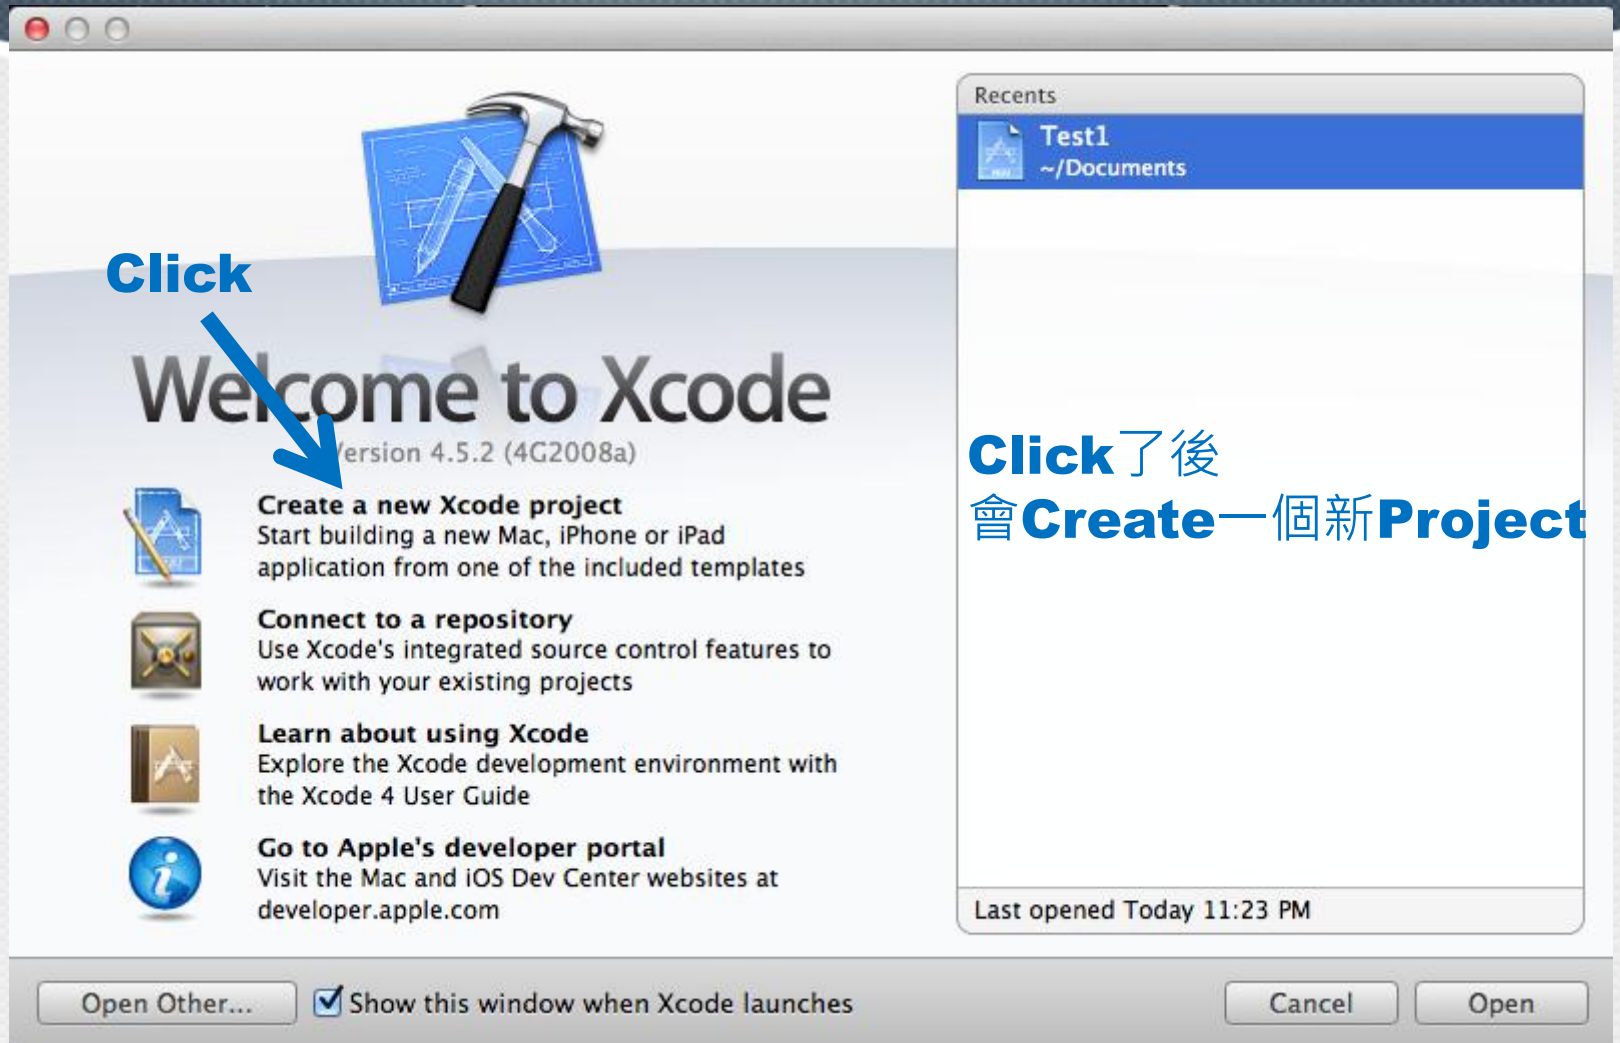 Recents
Test1
~/Documents
Click
Welcome to Xcode
Version 4.5.2 (4G2008a)
Click了後
會Create一個新Project
Create a new Xcode project
Start building a new Mac, iPhone or iPad
application from one of the included templates
Connect to a repository
Use Xcode's integrated source control features to
work with your existing projects
Learn about using Xcode
Explore the Xcode development environment with
the Xcode 4 User Guide
Go to Apple's developer portal
Visit the Mac and iOS Dev Center websites at
developer.apple.com
Last opened Today 11:23 PM
Open Other...
Show this window when Xcode launches
Cancel
Open